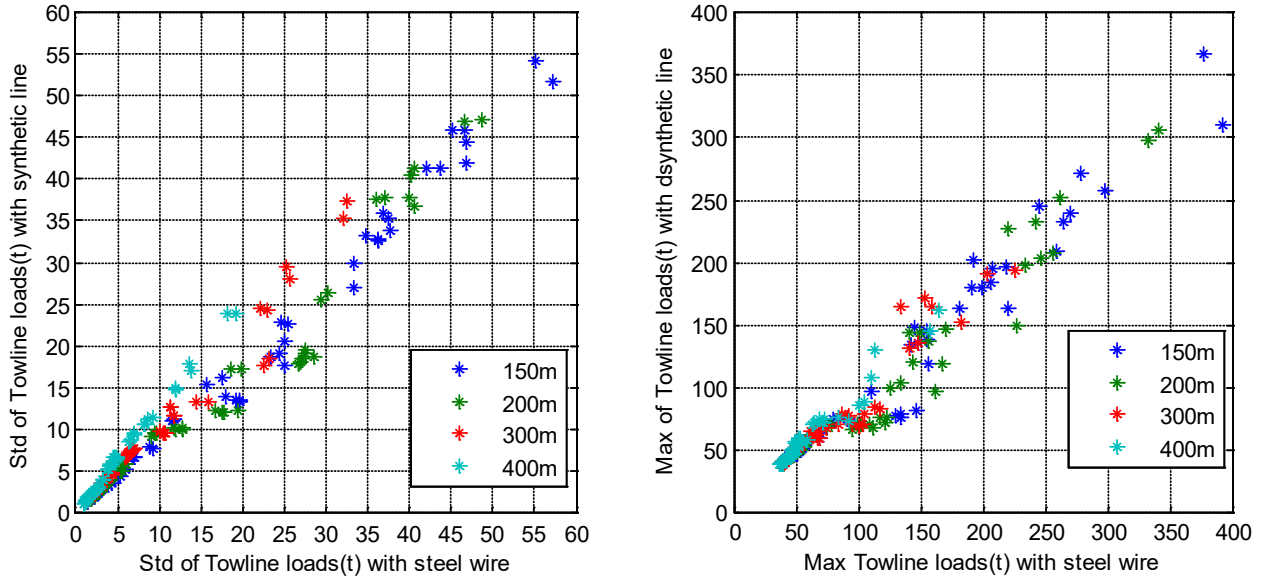 Std of Towline loads(t) with synthetic line
60
55
50
45
40
35
30
25
20
15
10
5
0
0 5 10 15 20 25 30 35 40 45 50 55 60
Std of Towline loads(t) with steel wire
150m
200m
300m
400m
Max of Towline loads(t) with dsynthetic line
400
350
300
250
200
150
100
50
0
0 50 100 150 200 250 300 350 400
Max Towline loads(t) with steel wire
150m
200m
300m
400m